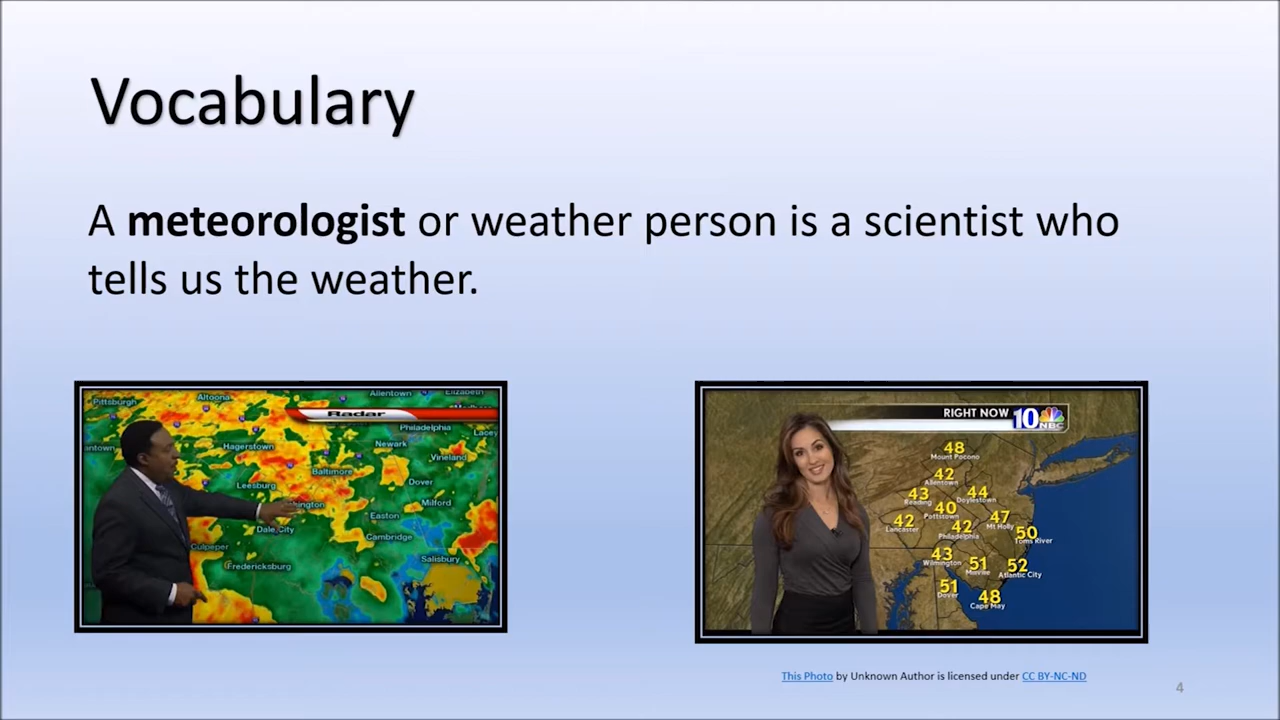 Vocabulary
A meteorologist or weather person is a scientist who
tells us the weather.
Pittsburgh
Altoona
Allentown
Elizabeth
Radar
Philadelphia
Lacey
Newark
Hagerstown
Vineland
Baltimore
Leesburg
Dover
Milford
Easton
Dale City
Cambridge
Culpeper
Salisbury
Fredericksburg
RIGHT NOW 10 NBC
48
Mount Pocono
42
Allentown
43
Reading
44
Doylestown
40
Pottstown
42
Lancaster
42
Philadelphia
47
Mt Holly
50
Toms River
43
Wilmington
51
Millville
52
Atlantic City
51
Dover
48
Cape May
This Photo by Unknown Author is licensed under CC BY-NC-ND
4